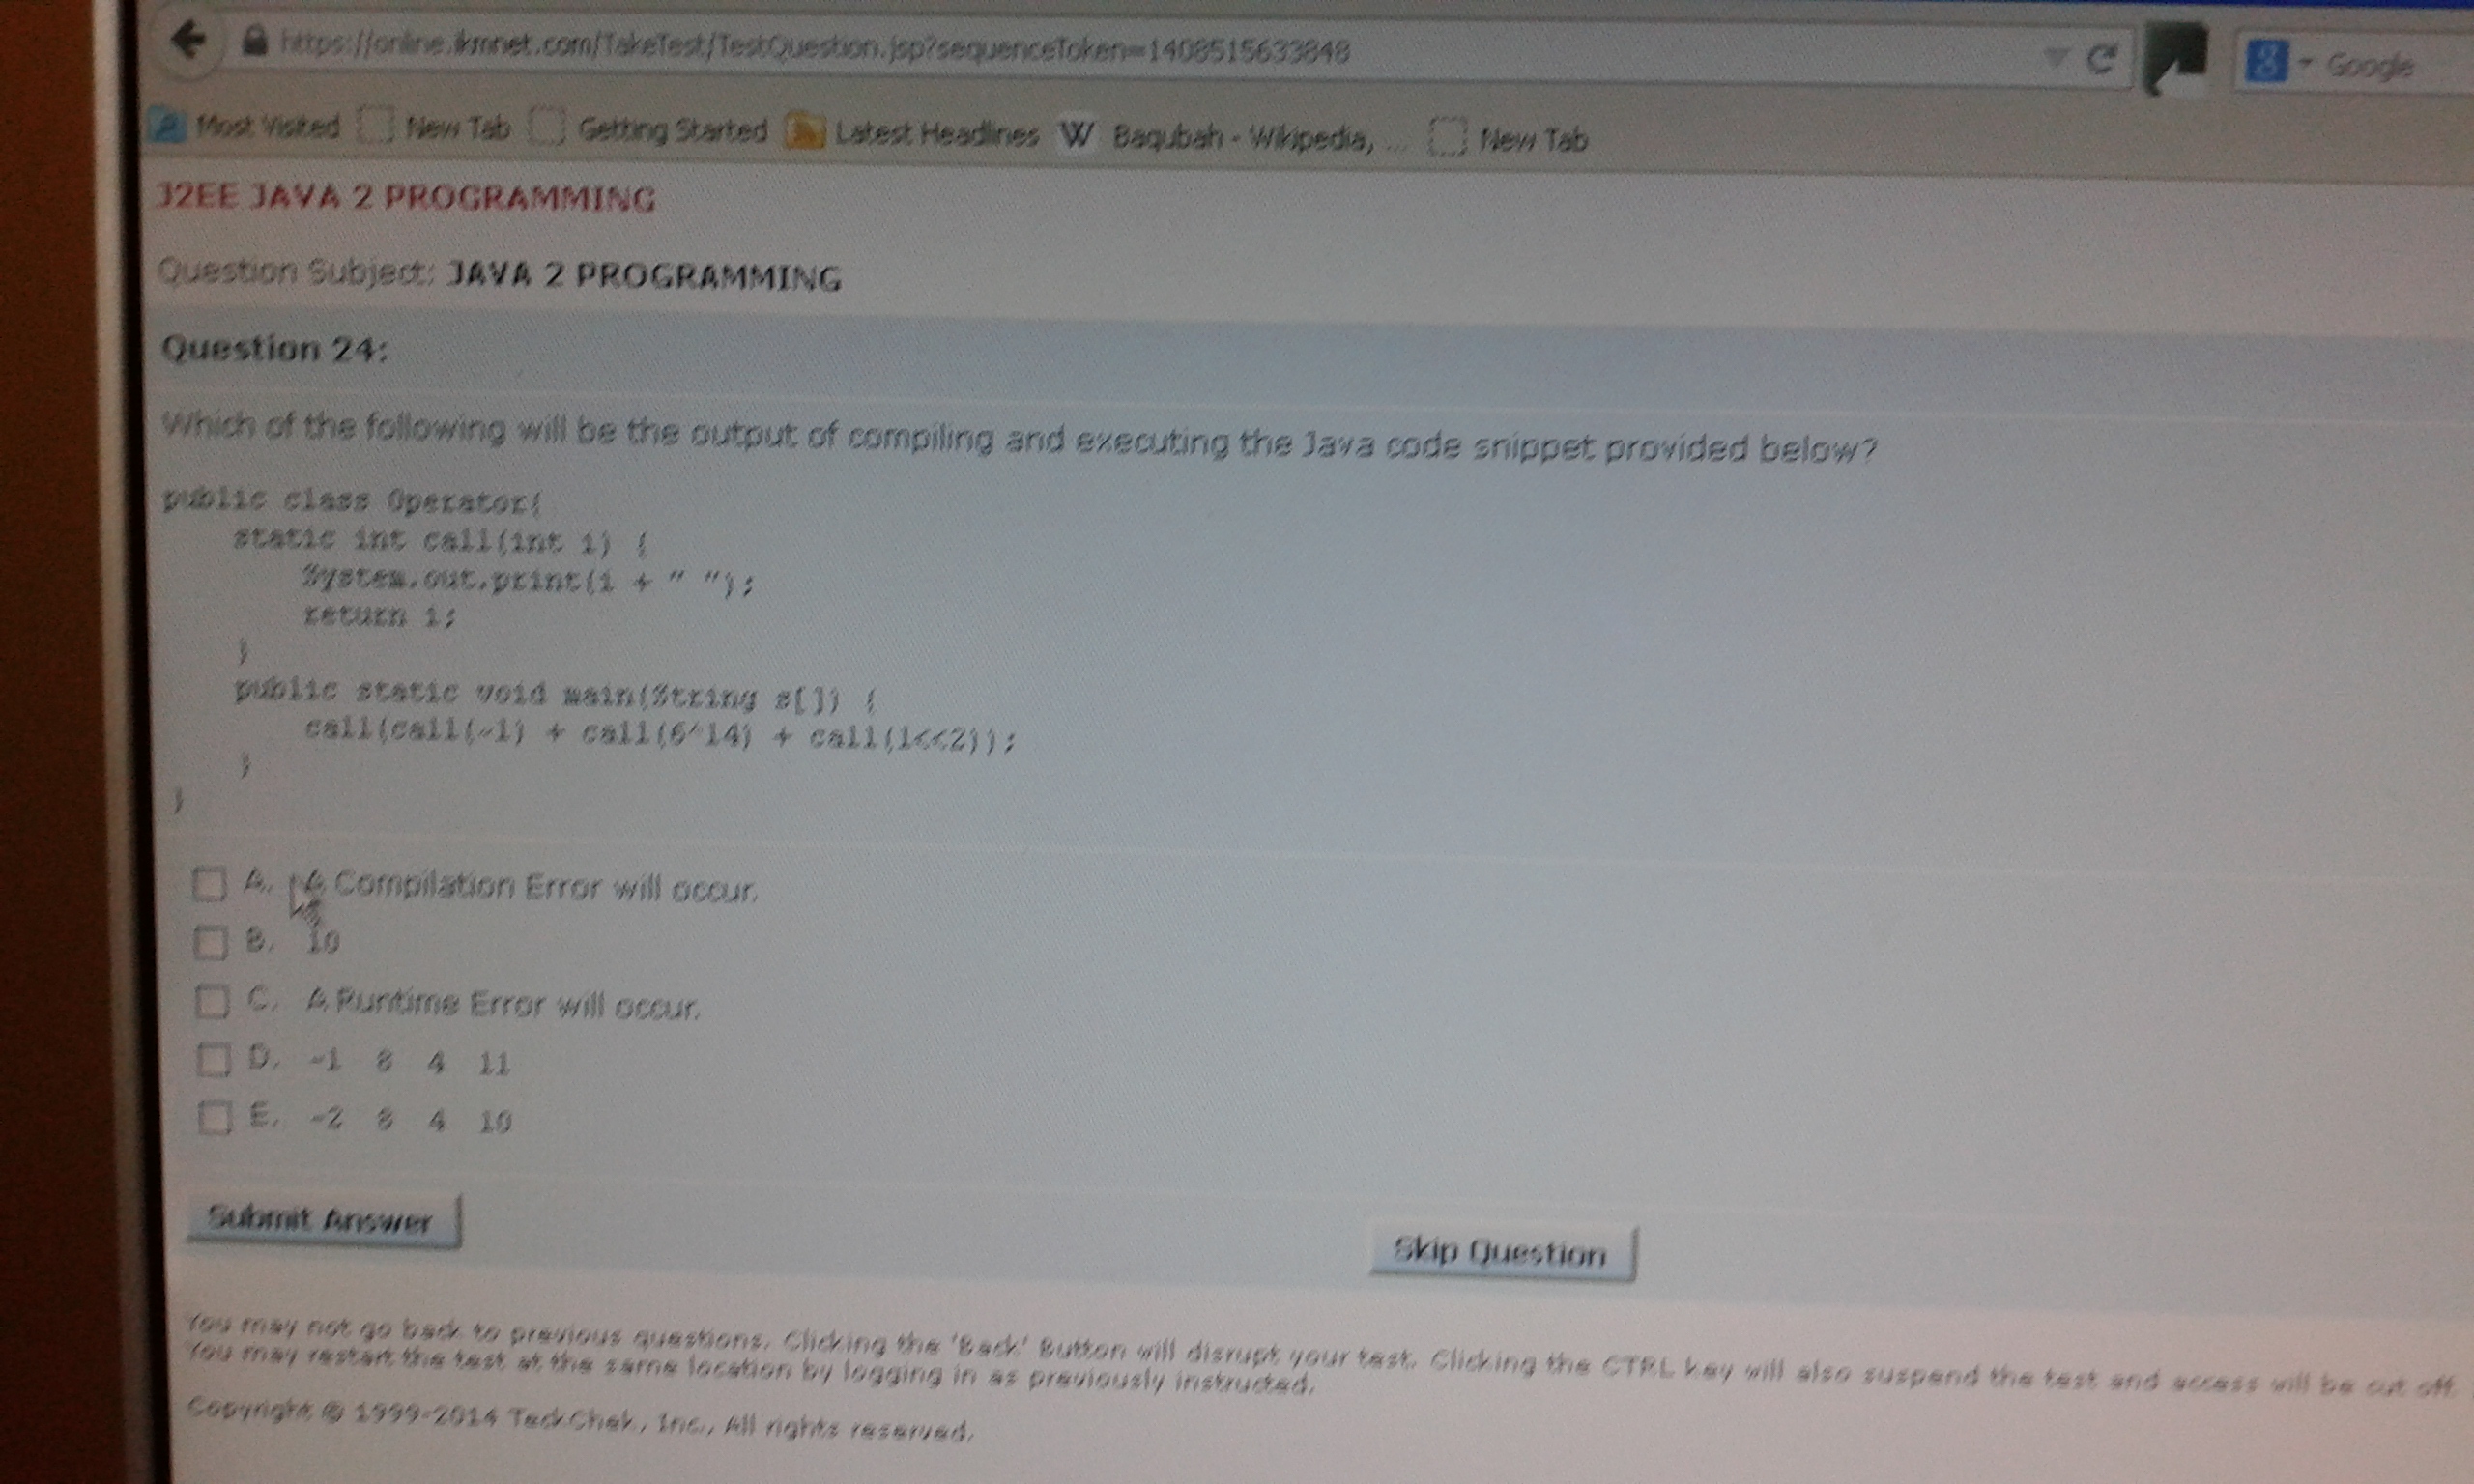 https://online.ikmnet.com/TakeTest/TestQuestion.jsp?sequenceToken=1408515633848
Google
Most Visited New Tab Getting Started Latest Headlines W Baqubah - Wikipedia, ... New Tab
J2EE JAVA 2 PROGRAMMING
Question Subject: JAVA 2 PROGRAMMING
Question 24:
Which of the following will be the output of compiling and executing the Java code snippet provided below?
public class Operator{
static int call(int i) {
System.out.print(i + " ");
return i;
}
public static void main(String s[]) {
call(call(~1) + call(6^14) + call(1<<2));
}
}
A. A Compilation Error will occur.
B. 10
C. A Runtime Error will occur.
D. -1 8 4 11
E. -2 8 4 10
Submit Answer
Skip Question
You may not go back to previous questions. Clicking the 'Back' Button will disrupt your test. Clicking the CTRL key will also suspend the test and access will be cut off.
You may restart the test at the same location by logging in as previously instructed.
Copyright © 1999-2014 TeckChek, Inc., All rights reserved.